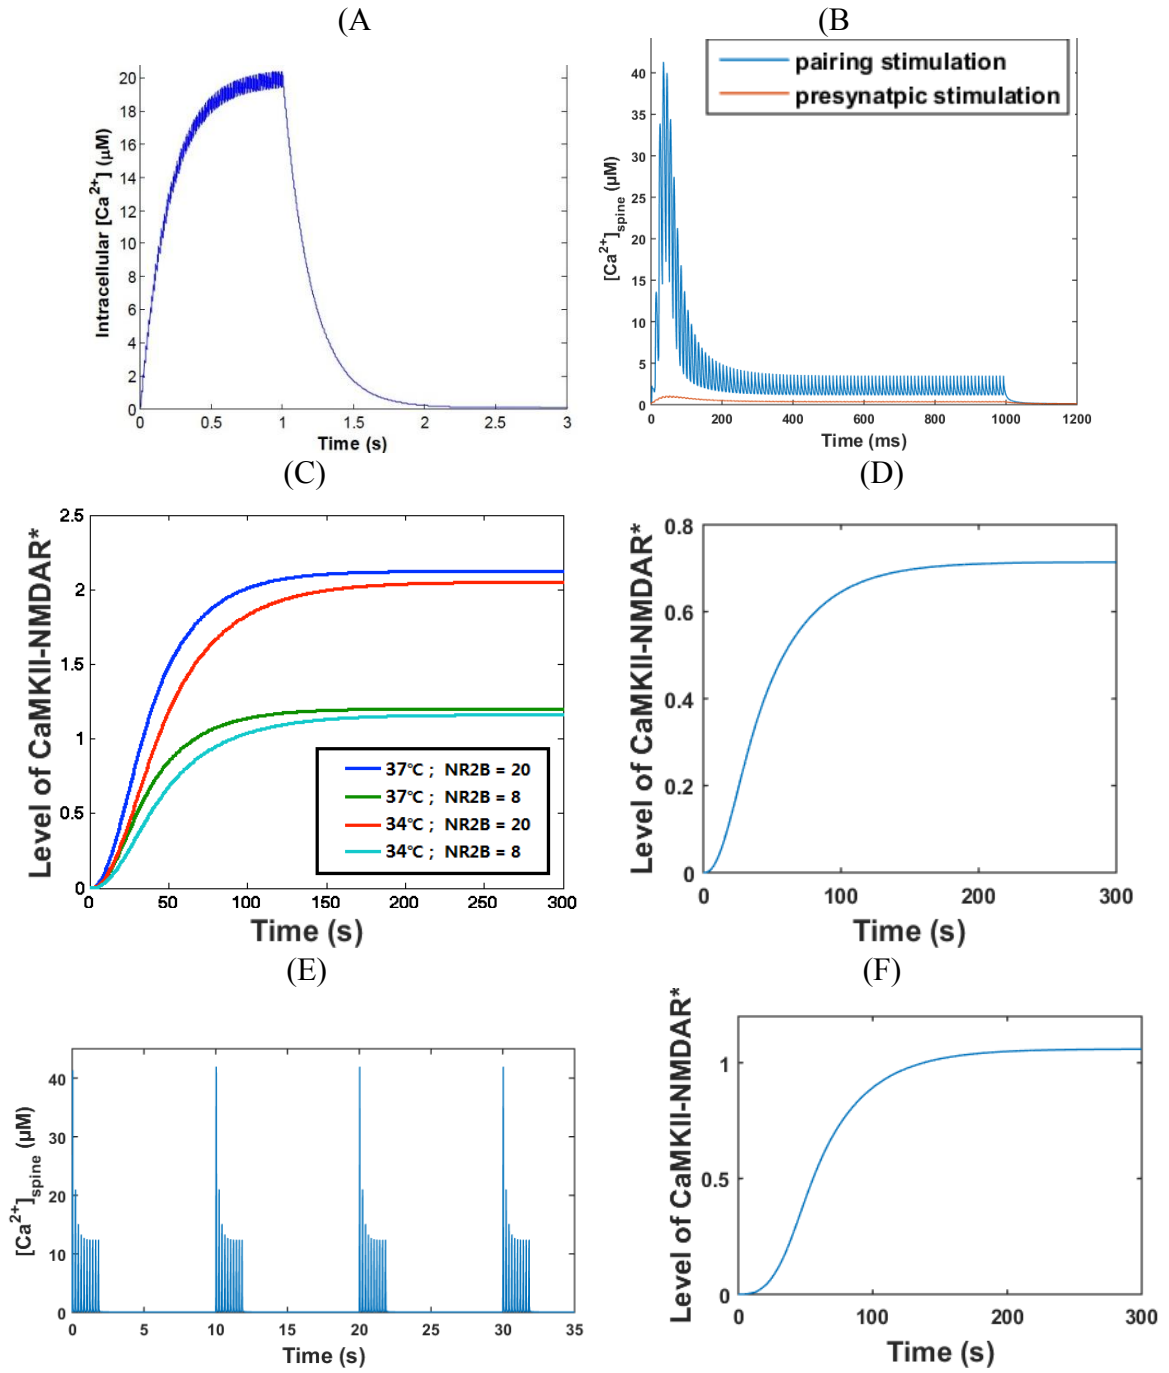 (A
(B
20
18
16
14
12
10
8
6
4
2
0
0 0.5 1 1.5 2 2.5 3
Intracellular [Ca2+] (μM)
Time (s)
pairing stimulation
presynatpic stimulation
40
35
30
25
20
15
10
5
0
0 200 400 600 800 1000 1200
[Ca2+]spine (μM)
Time (ms)
(C)
(D)
2.5
2
1.5
1
0.5
0
0 50 100 150 200 250 300
Level of CaMKII-NMDAR*
Time (s)
37℃ ; NR2B = 20
37℃ ; NR2B = 8
34℃ ; NR2B = 20
34℃ ; NR2B = 8
0.8
0.6
0.4
0.2
0
0 100 200 300
Level of CaMKII-NMDAR*
Time (s)
(E)
(F)
40
30
20
10
0
0 5 10 15 20 25 30 35
[Ca2+]spine (μM)
Time (s)
1
0.5
0
0 100 200 300
Level of CaMKII-NMDAR*
Time (s)